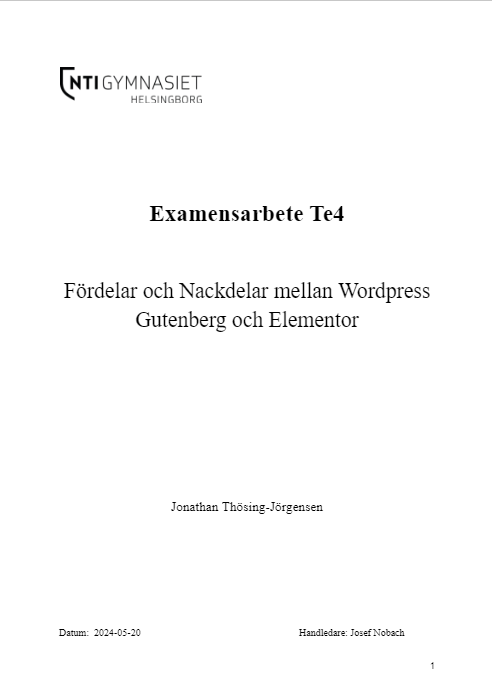 NTI GYMNASIET
HELSINGBORG
Examensarbete Te4
Fördelar och Nackdelar mellan Wordpress
Gutenberg och Elementor
Jonathan Thösing-Jörgensen
Datum: 2024-05-20 Handledare: Josef Nobach
1